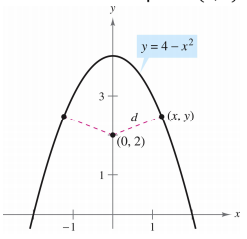 y
y = 4 − x²
3
d
(x, y)
(0, 2)
1
x
−1
1